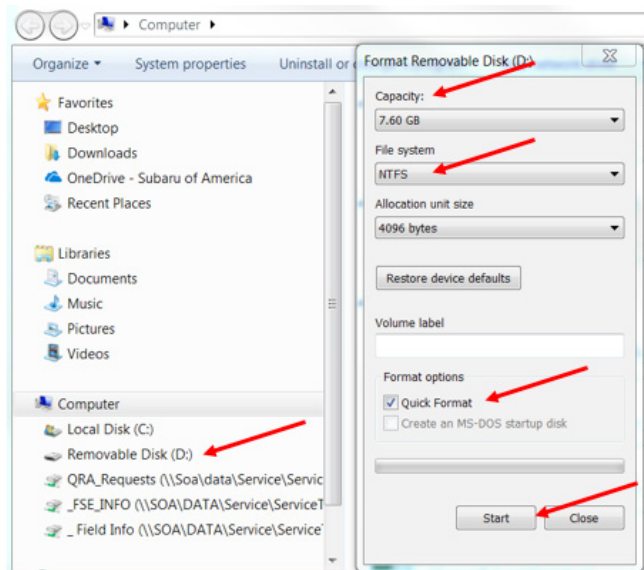 Computer
Organize
System properties
Uninstall or
Favorites
Desktop
Downloads
OneDrive - Subaru of America
Recent Places
Libraries
Documents
Music
Pictures
Videos
Computer
Local Disk (C:)
Removable Disk (D:)
QRA_Requests (\\Soa\data\Service\Servic
_FSE_INFO (\\SOA\DATA\Service\ServiceT
_ Field Info (\\SOA\DATA\Service\Service
Format Removable Disk (D:)
Capacity:
7.60 GB
File system
NTFS
Allocation unit size
4096 bytes
Restore device defaults
Volume label
Format options
Quick Format
Create an MS-DOS startup disk
Start
Close